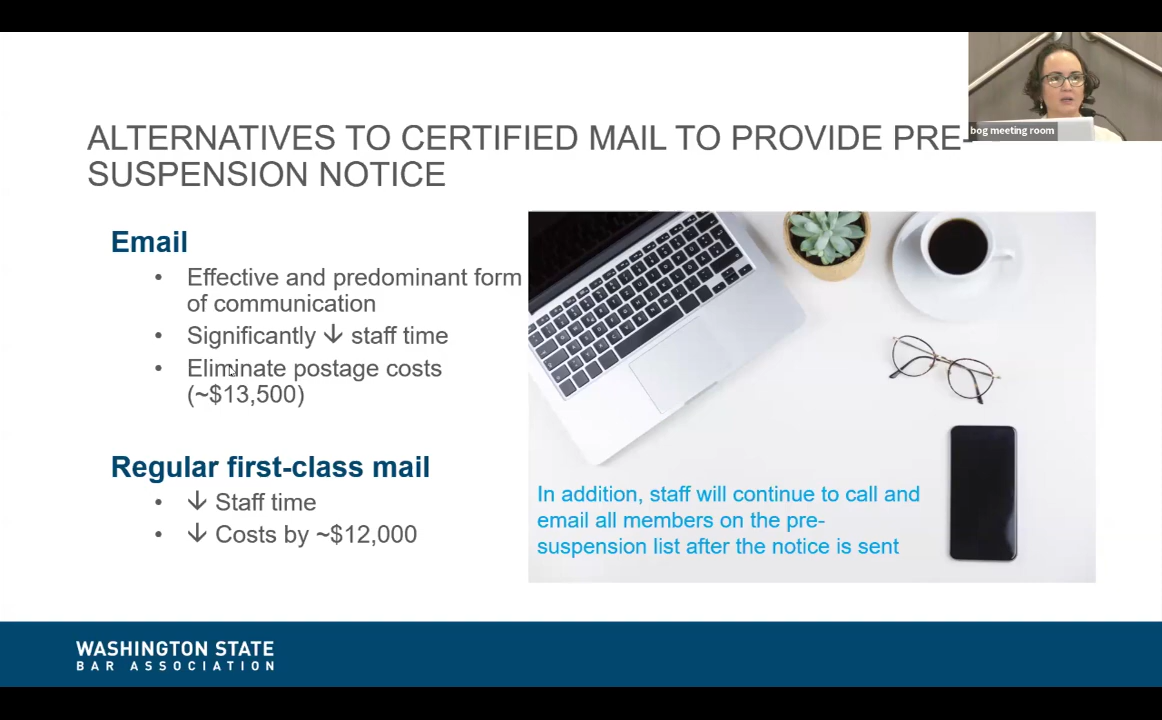 bog meeting room
ALTERNATIVES TO CERTIFIED MAIL TO PROVIDE PRE-
SUSPENSION NOTICE
Email
• Effective and predominant form
of communication
• Significantly ↓ staff time
• Eliminate postage costs
(~$13,500)
Regular first-class mail
• ↓ Staff time
• ↓ Costs by ~$12,000
In addition, staff will continue to call and
email all members on the pre-
suspension list after the notice is sent
WASHINGTON STATE
BAR ASSOCIATION